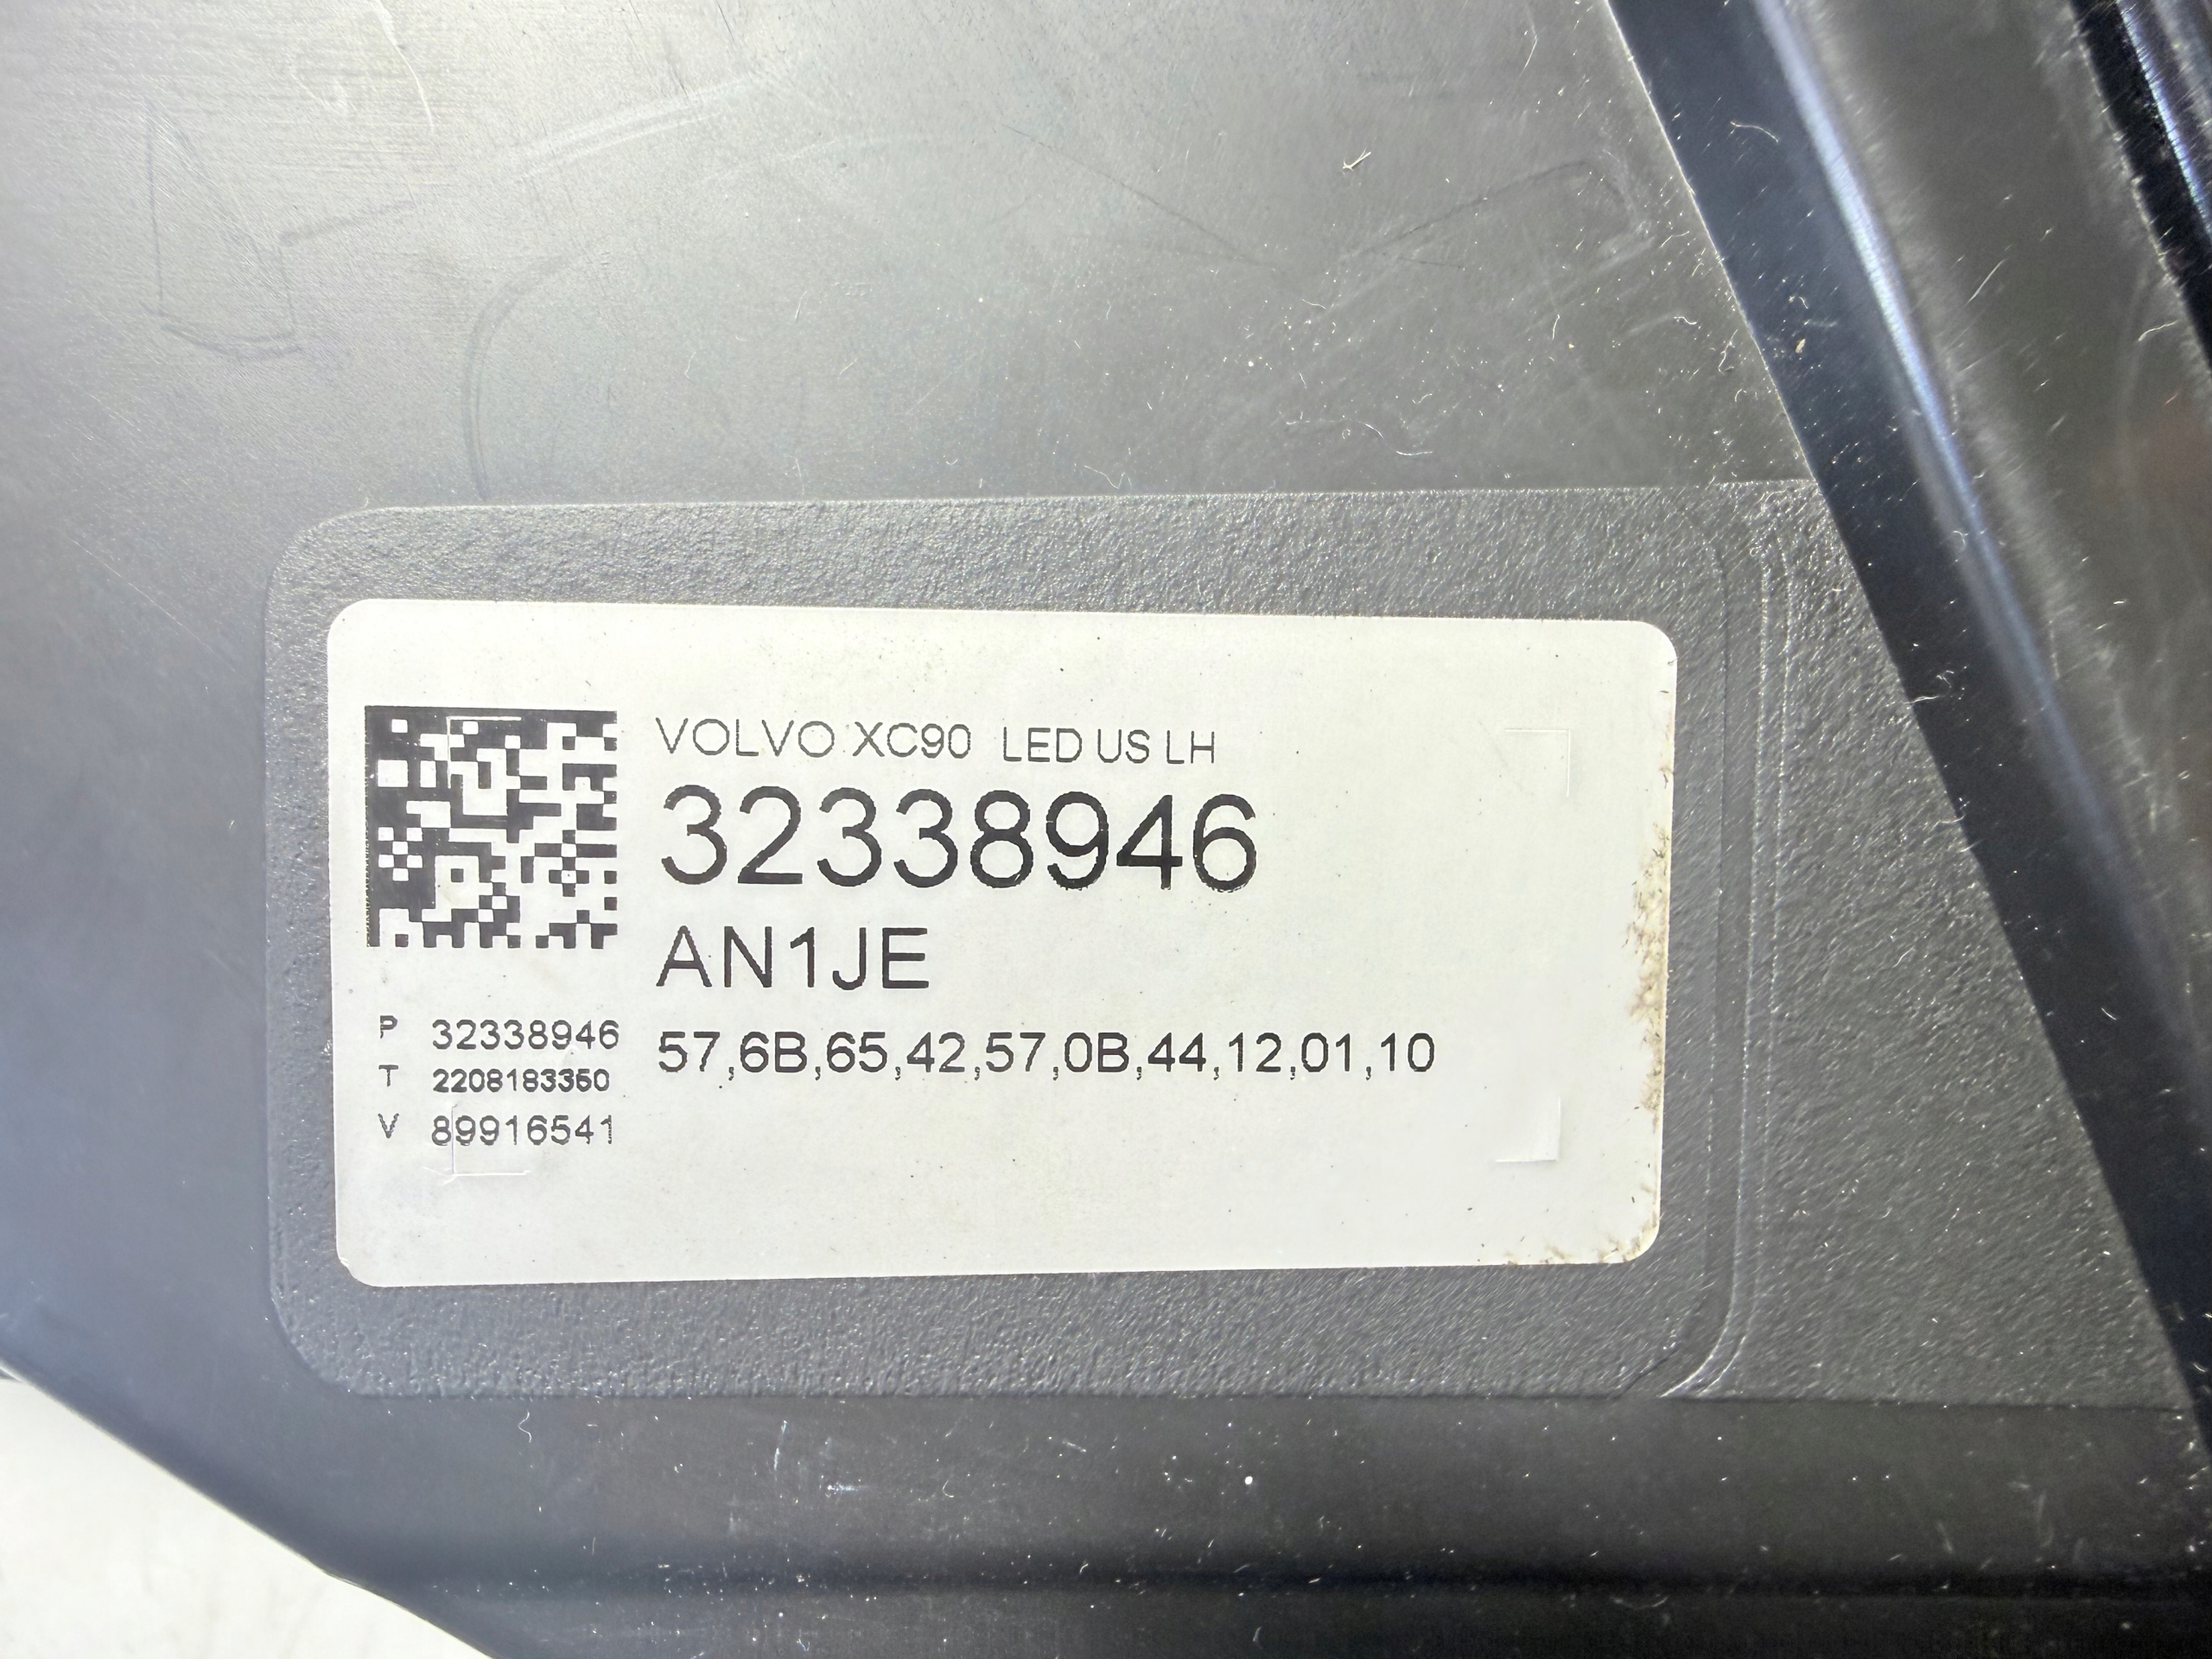 VOLVO XC90 LED US LH
32338946
AN1JE
57,6B,65,42,57,0B,44,12,01,10
P 32338946
T 2208183350
V 89916541